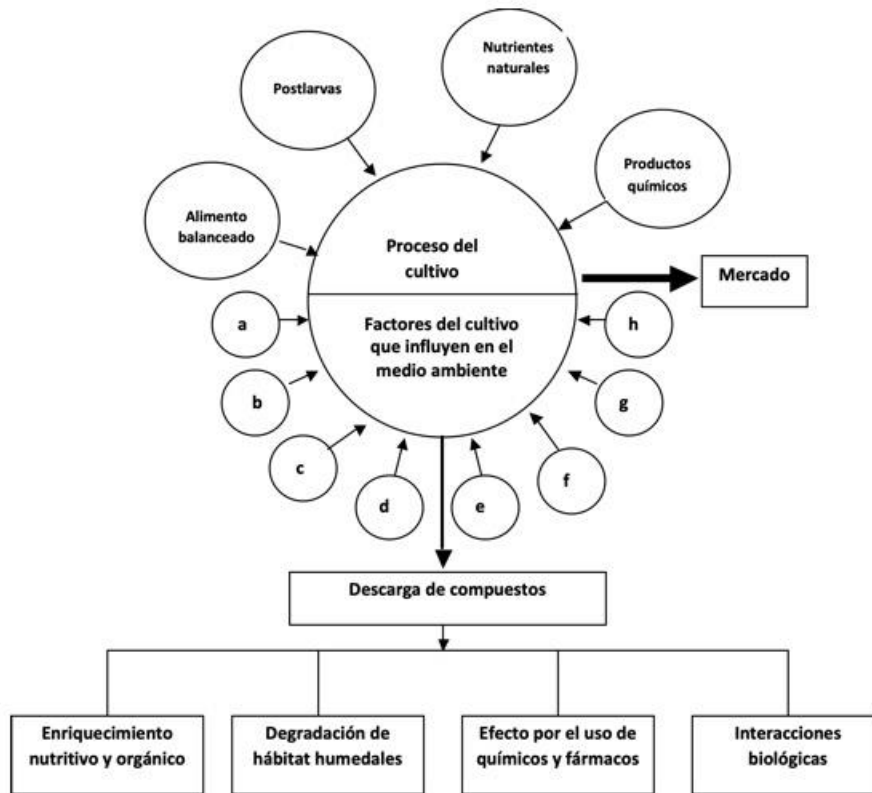 Nutrientes
naturales
Postlarvas
Productos
químicos
Alimento
balanceado
Proceso del
cultivo
Mercado
Factores del cultivo
que influyen en el
medio ambiente
a
h
b
g
c
f
d
e
Descarga de compuestos
Enriquecimiento
nutritivo y orgánico
Degradación de
hábitat humedales
Efecto por el uso de
químicos y fármacos
Interacciones
biológicas